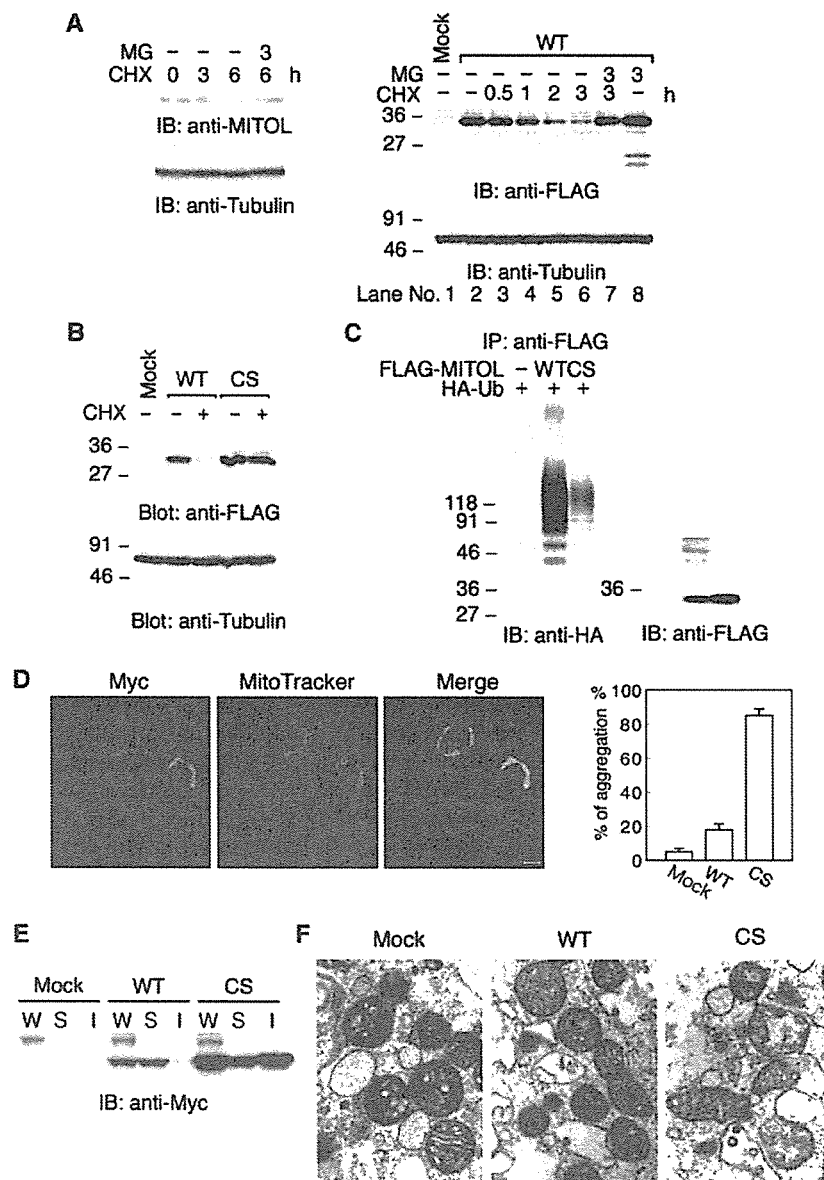 A
MG – – – 3
CHX 0 3 6 6 h
IB: anti-MITOL
IB: anti-Tubulin
Mock WT
MG – – – – – – 3 3
CHX – – 0.5 1 2 3 3 – h
36 –
27 –
IB: anti-FLAG
91 –
46 –
IB: anti-Tubulin
Lane No. 1 2 3 4 5 6 7 8
B
Mock WT CS
CHX – – + – +
36 –
27 –
Blot: anti-FLAG
91 –
46 –
Blot: anti-Tubulin
C
IP: anti-FLAG
FLAG-MITOL – WT CS
HA-Ub + + +
118 –
91 –
46 –
36 –
27 –
IB: anti-HA
36 –
IB: anti-FLAG
D
Myc MitoTracker Merge
% of aggregation
%
100
80
60
40
20
0
Mock WT CS
E
Mock WT CS
W S I W S I W S I
IB: anti-Myc
F
Mock WT CS